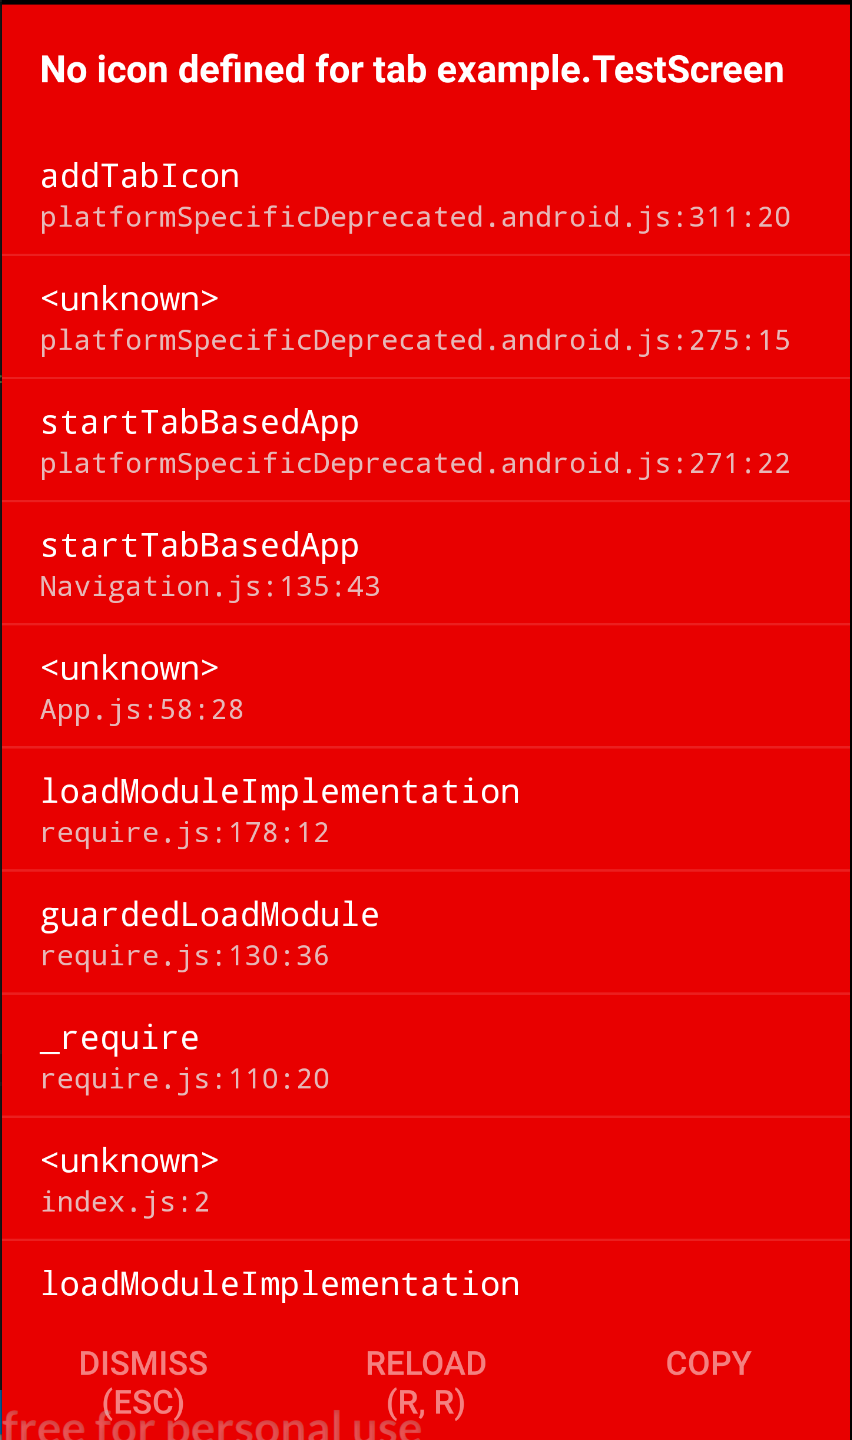 No icon defined for tab example.TestScreen
addTabIcon
platformSpecificDeprecated.android.js:311:20
<unknown>
platformSpecificDeprecated.android.js:275:15
startTabBasedApp
platformSpecificDeprecated.android.js:271:22
startTabBasedApp
Navigation.js:135:43
<unknown>
App.js:58:28
loadModuleImplementation
require.js:178:12
guardedLoadModule
require.js:130:36
_require
require.js:110:20
<unknown>
index.js:2
loadModuleImplementation
DISMISS
(ESC)
RELOAD
(R, R)
COPY
free for personal use